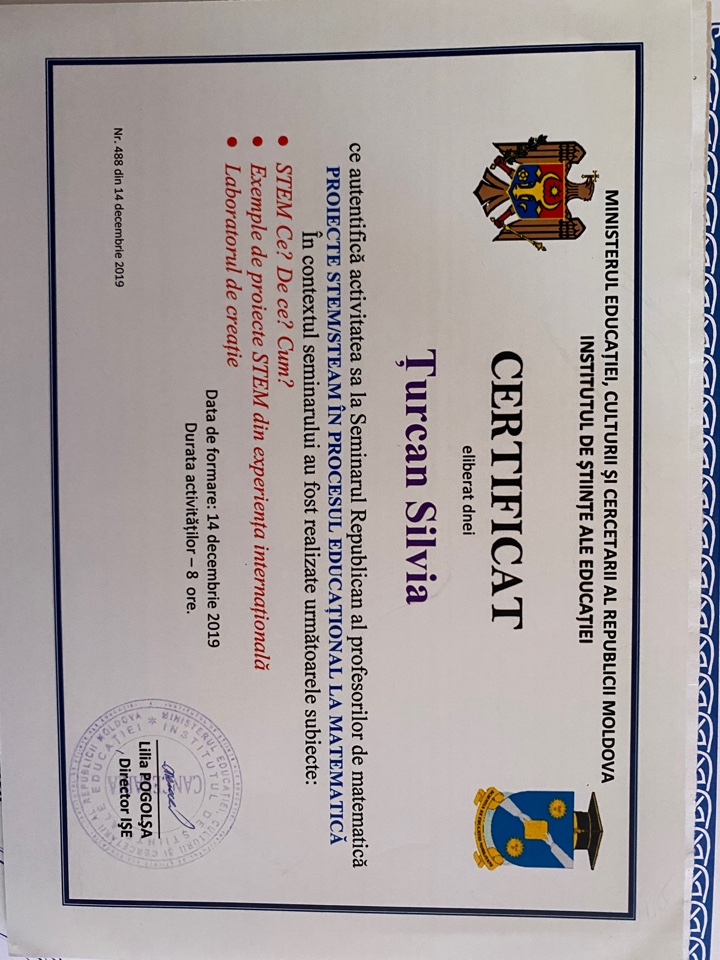 MINISTERUL EDUCAȚIEI, CULTURII ȘI CERCETARII AL REPUBLICII MOLDOVA
INSTITUTUL DE ȘTIINȚE ALE EDUCAȚIEI
CERTIFICAT
eliberat dnei
Țurcan Silvia
ce autentifică activitatea sa la Seminarul Republican al profesorilor de matematică
PROIECTE STEM/STEAM ÎN PROCESUL EDUCAȚIONAL LA MATEMATICĂ
În contextul seminarului au fost realizate următoarele subiecte:
● STEM Ce? De ce? Cum?
● Exemple de proiecte STEM din experiența internațională
● Laboratorul de creație
Data de formare: 14 decembrie 2019
Durata activităților – 8 ore.
MINISTERUL EDUCAȚIEI, CULTURII ȘI CERCETĂRII AL REPUBLICII MOLDOVA
INSTITUTUL DE ȘTIINȚE ALE EDUCAȚIEI
CANCELARIA
Lilia POGOLȘA
Director IȘE
Nr. 488 din 14 decembrie 2019